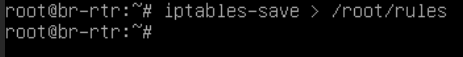 root@br-rtr:~# iptables-save > /root/rules
root@br-rtr:~#